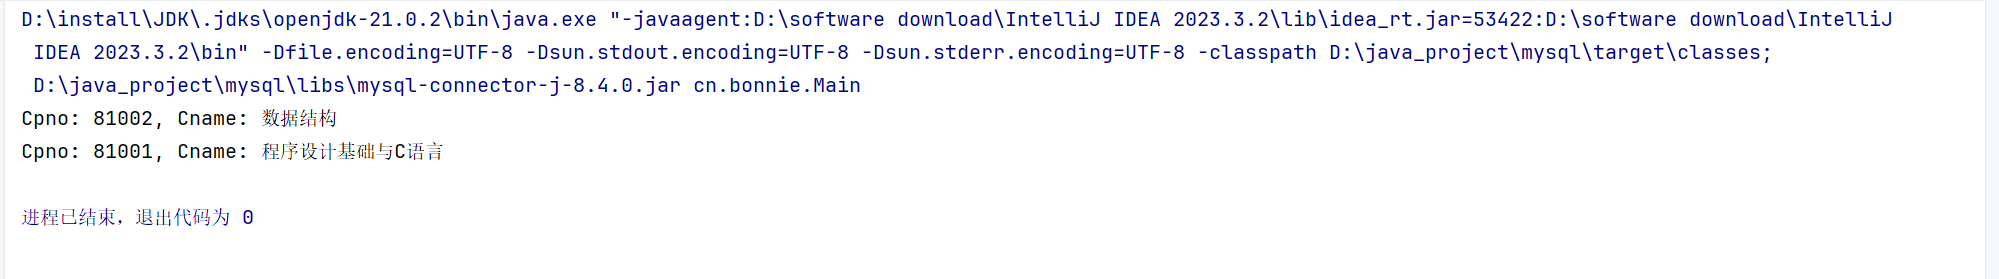 D:\install\JDK\.jdks\openjdk-21.0.2\bin\java.exe "-javaagent:D:\software download\IntelliJ IDEA 2023.3.2\lib\idea_rt.jar=53422:D:\software download\IntelliJ
IDEA 2023.3.2\bin" -Dfile.encoding=UTF-8 -Dsun.stdout.encoding=UTF-8 -Dsun.stderr.encoding=UTF-8 -classpath D:\java_project\mysql\target\classes;
D:\java_project\mysql\libs\mysql-connector-j-8.4.0.jar cn.bonnie.Main
Cpno: 81002, Cname: 数据结构
Cpno: 81001, Cname: 程序设计基础与C语言
进程已结束，退出代码为 0